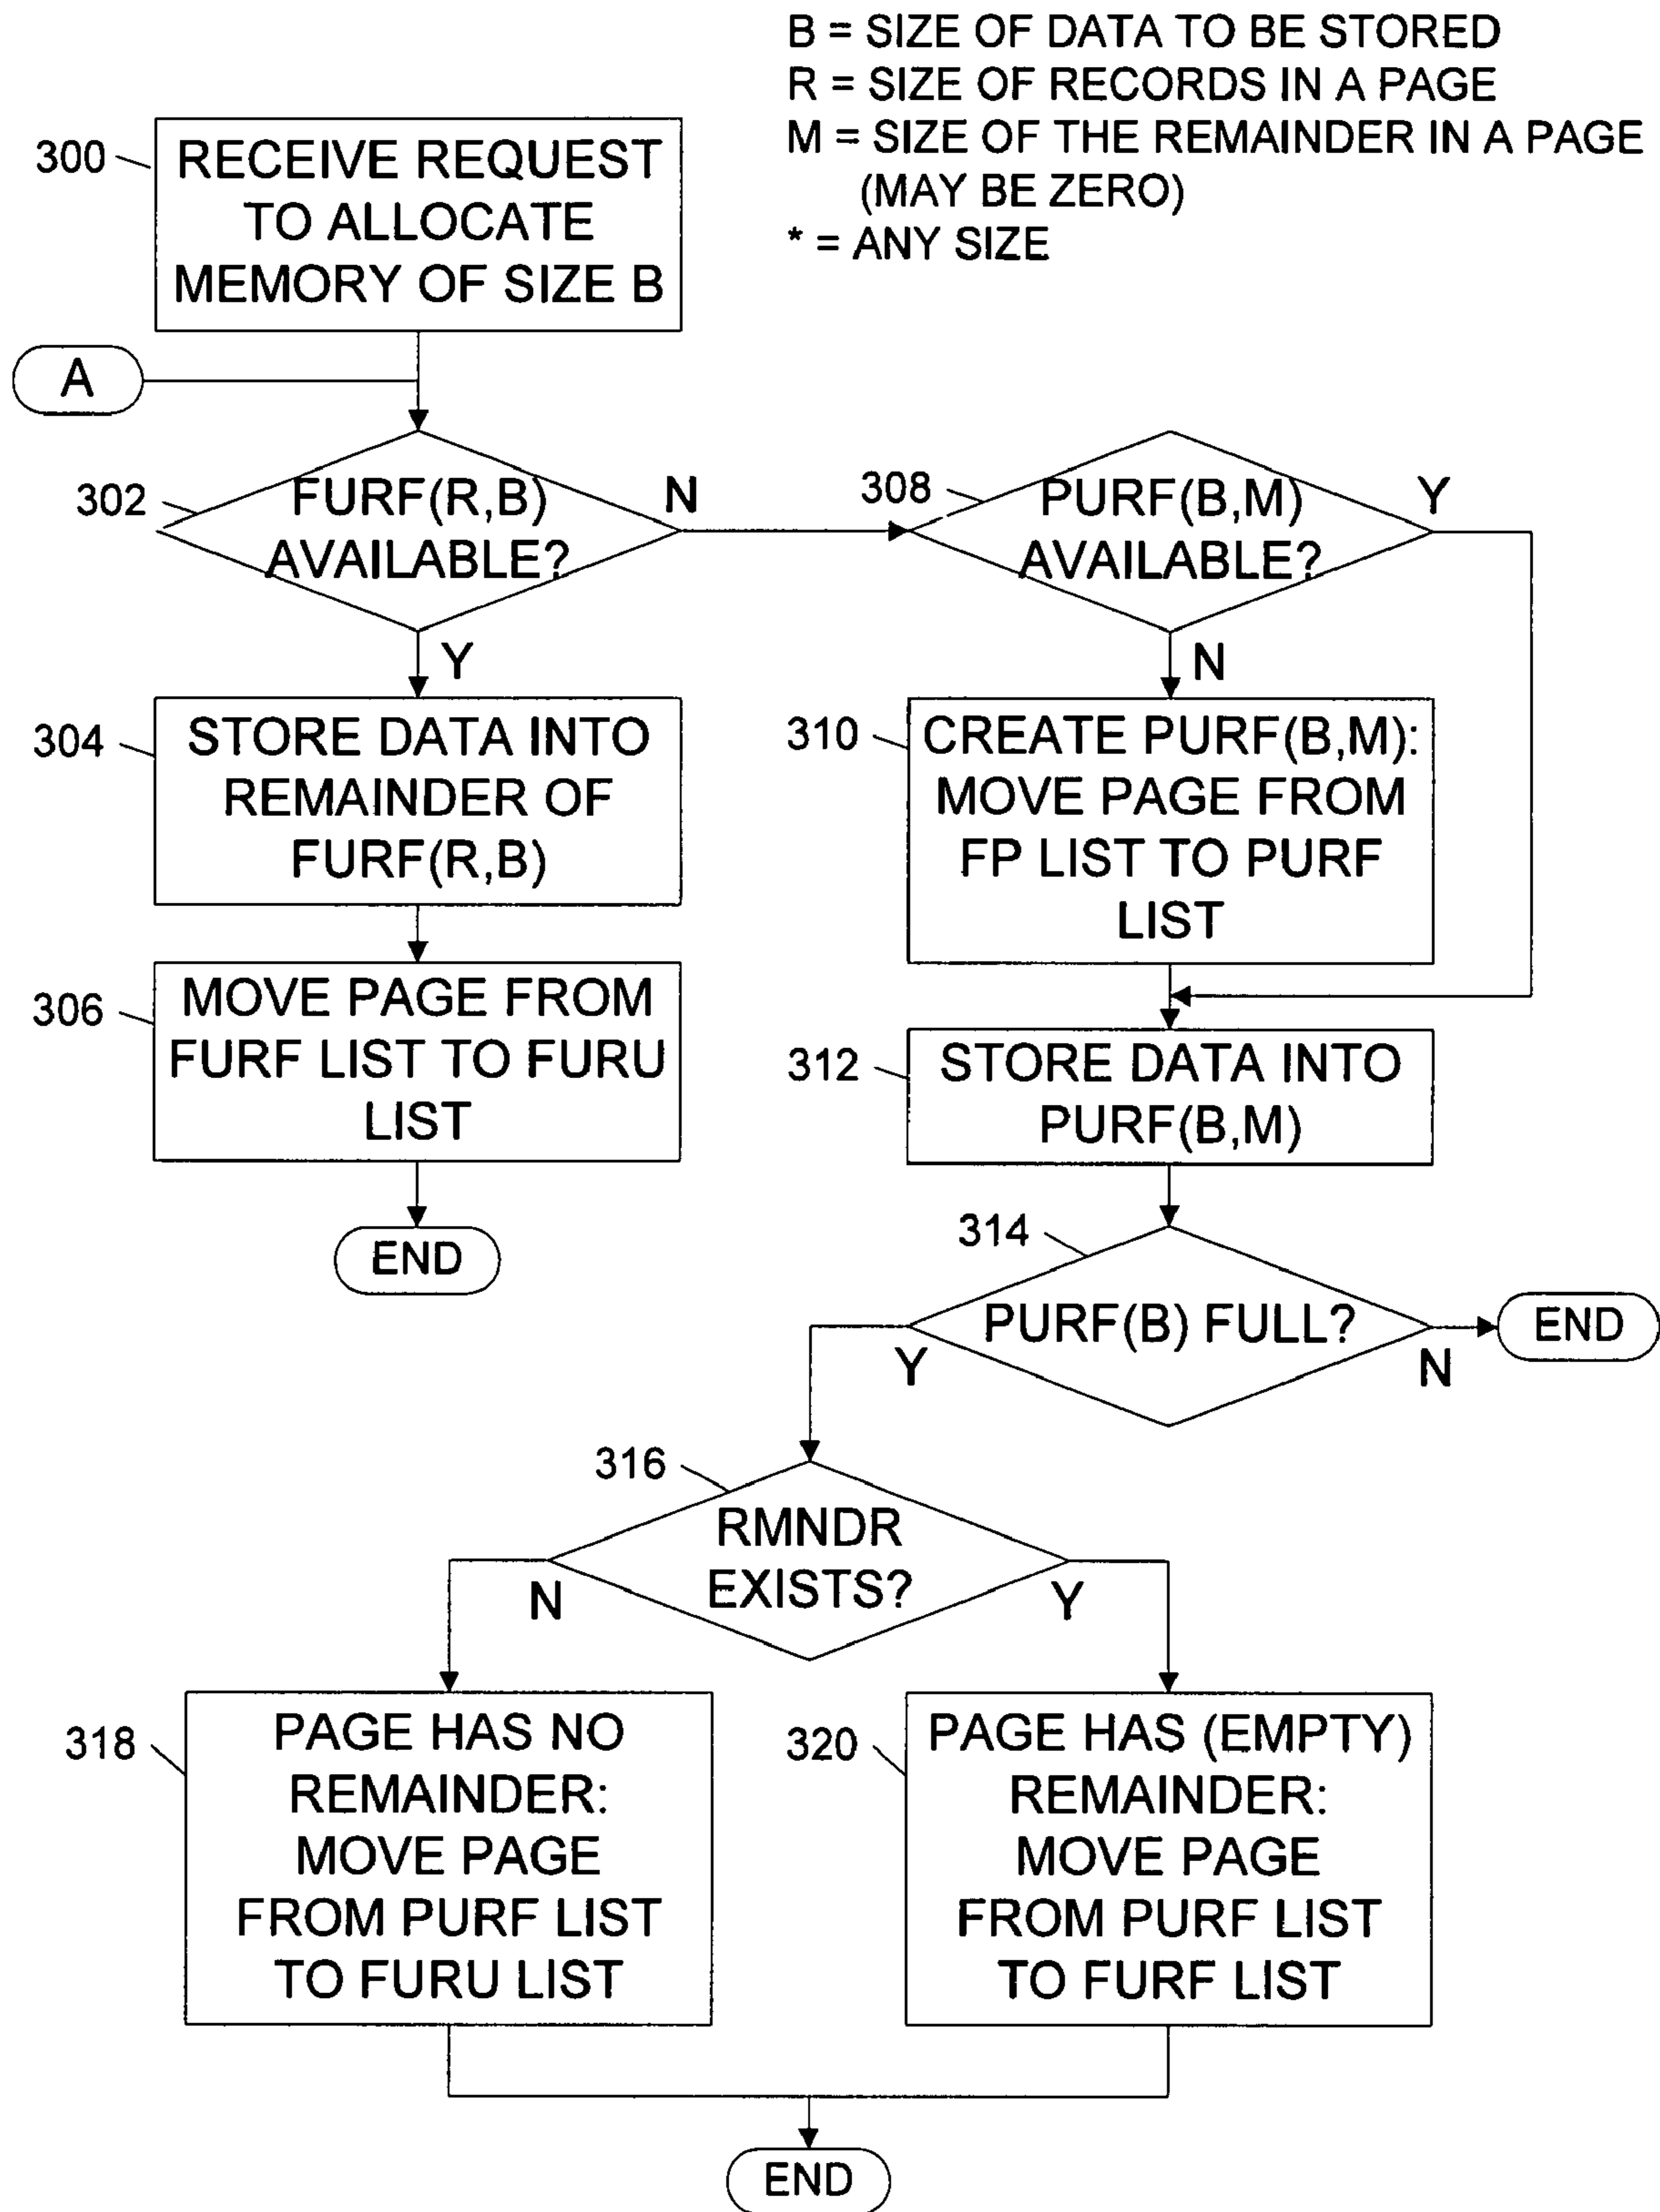 B = SIZE OF DATA TO BE STORED
R = SIZE OF RECORDS IN A PAGE
M = SIZE OF THE REMAINDER IN A PAGE
(MAY BE ZERO)
* = ANY SIZE
300
RECEIVE REQUEST
TO ALLOCATE
MEMORY OF SIZE B
A
302
FURF(R,B)
AVAILABLE?
N
Y
308
PURF(B,M)
AVAILABLE?
Y
N
304
STORE DATA INTO
REMAINDER OF
FURF(R,B)
310
CREATE PURF(B,M):
MOVE PAGE FROM
FP LIST TO PURF
LIST
306
MOVE PAGE FROM
FURF LIST TO FURU
LIST
END
312
STORE DATA INTO
PURF(B,M)
314
PURF(B) FULL?
Y
N
END
316
RMNDR
EXISTS?
N
Y
318
PAGE HAS NO
REMAINDER:
MOVE PAGE
FROM PURF LIST
TO FURU LIST
320
PAGE HAS (EMPTY)
REMAINDER:
MOVE PAGE
FROM PURF LIST
TO FURF LIST
END